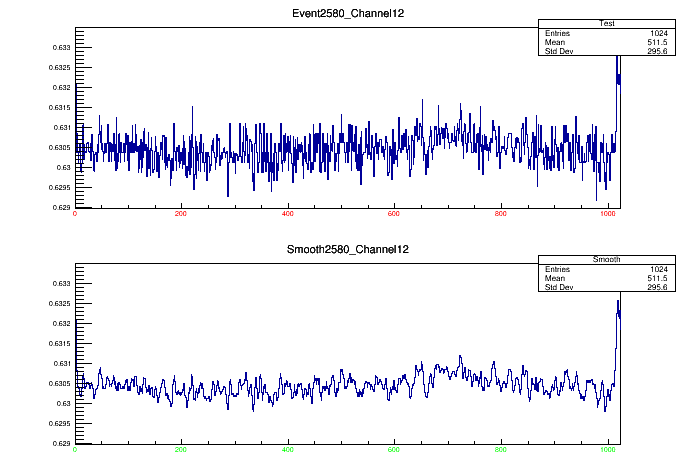 Event2580_Channel12
Test
Entries 1024
Mean 511.5
Std Dev 295.6
0.633
0.6325
0.632
0.6315
0.631
0.6305
0.63
0.6295
0.629
0 200 400 600 800 1000
Smooth2580_Channel12
Smooth
Entries 1024
Mean 511.5
Std Dev 295.6
0.633
0.6325
0.632
0.6315
0.631
0.6305
0.63
0.6295
0.629
0 200 400 600 800 1000